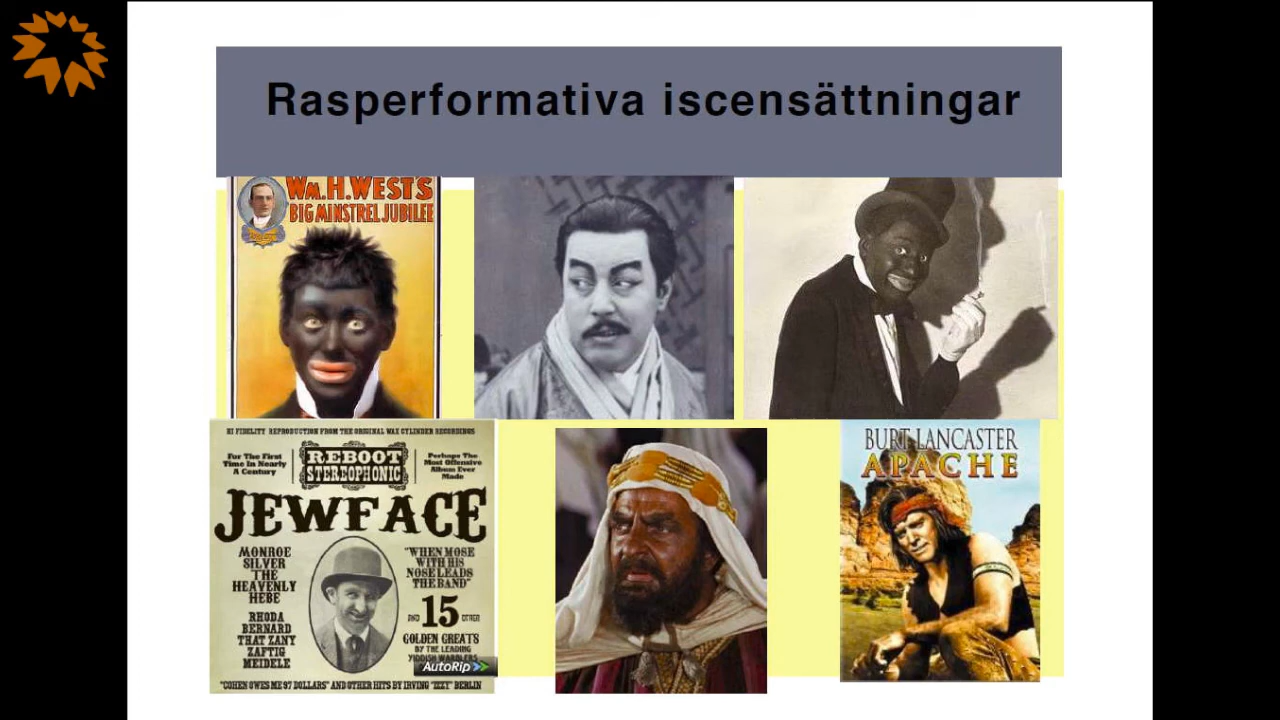 Rasperformativa iscensättningar
WM. H. WEST'S
BIG MINSTREL JUBILEE
HI FIDELITY REPRODUCTION FROM THE ORIGINAL WAX CYLINDER RECORDINGS
For The First
Time In Nearly
A Century
REBOOT
STEREOPHONIC
Perhaps The
Most Offensive
Album Ever
Made
JEWFACE
MONROE
SILVER
THE
HEAVENLY
HEBE
RHODA
BERNARD
THAT ZANY
ZAFTIG
MEIDELE
"WHEN MOSE
WITH HIS
NOSE LEADS
THE BAND"
AND 15 OTHER
GOLDEN GREATS
BY THE LEADING
YIDDISH WARBLERS
AutoRip
"COHEN OWES ME 97 DOLLARS" AND OTHER HITS BY IRVING "IZZY" BERLIN
BURT LANCASTER
APACHE